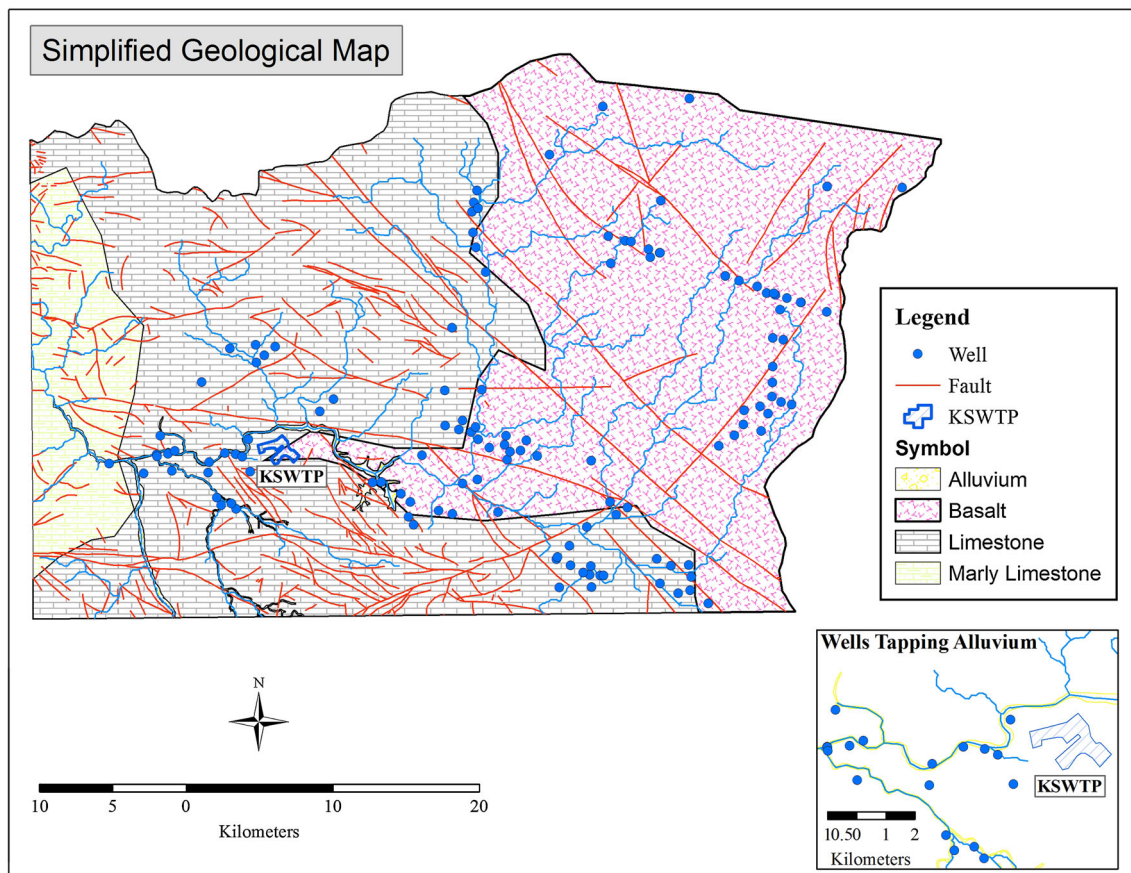 Simplified Geological Map
KSWTP
Legend
Well
Fault
KSWTP
Symbol
Alluvium
Basalt
Limestone
Marly Limestone
N
10 5 0 10 20
Kilometers
Wells Tapping Alluvium
KSWTP
10.50 1 2
Kilometers